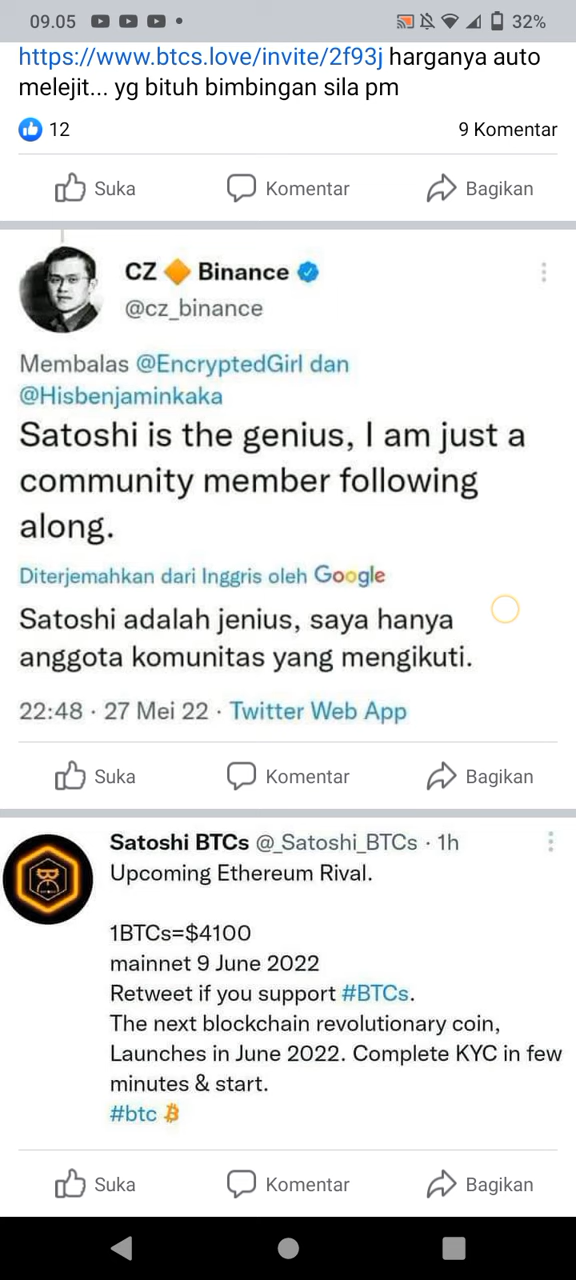 09.05 32%
https://www.btcs.love/invite/2f93j harganya auto
melejit... yg bituh bimbingan sila pm
12 9 Komentar
Suka Komentar Bagikan
CZ 🔶 Binance
@cz_binance
Membalas @EncryptedGirl dan
@Hisbenjaminkaka
Satoshi is the genius, I am just a
community member following
along.
Diterjemahkan dari Inggris oleh Google
Satoshi adalah jenius, saya hanya
anggota komunitas yang mengikuti.
22:48 · 27 Mei 22 · Twitter Web App
Suka Komentar Bagikan
Satoshi BTCs @_Satoshi_BTCs · 1h
Upcoming Ethereum Rival.
1BTCs=$4100
mainnet 9 June 2022
Retweet if you support #BTCs.
The next blockchain revolutionary coin,
Launches in June 2022. Complete KYC in few
minutes & start.
#btc ₿
Suka Komentar Bagikan